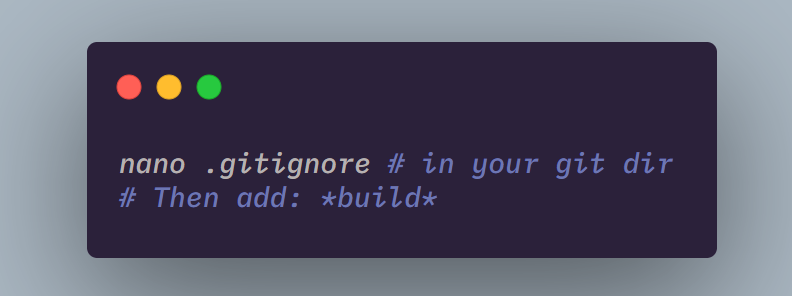 nano .gitignore # in your git dir
# Then add: *build*